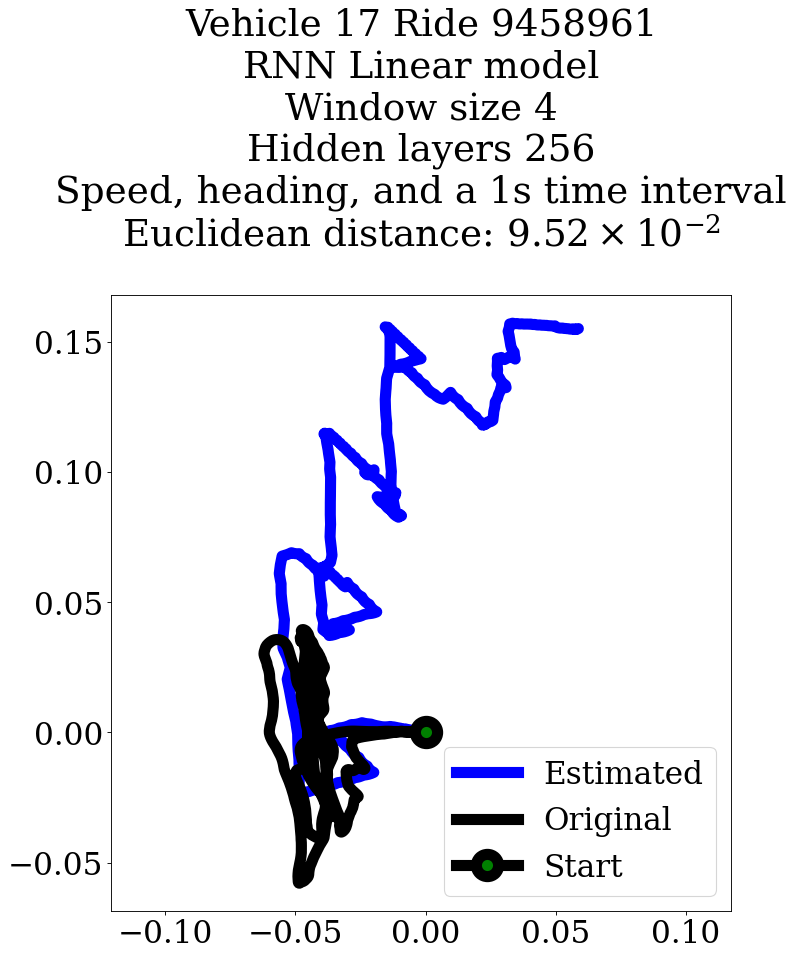 Vehicle 17 Ride 9458961
RNN Linear model
Window size 4
Hidden layers 256
Speed, heading, and a 1s time interval
Euclidean distance: 9.52 × 10⁻²
0.15
0.10
0.05
0.00
−0.05
−0.10
−0.05
0.00
0.05
0.10
Estimated
Original
Start